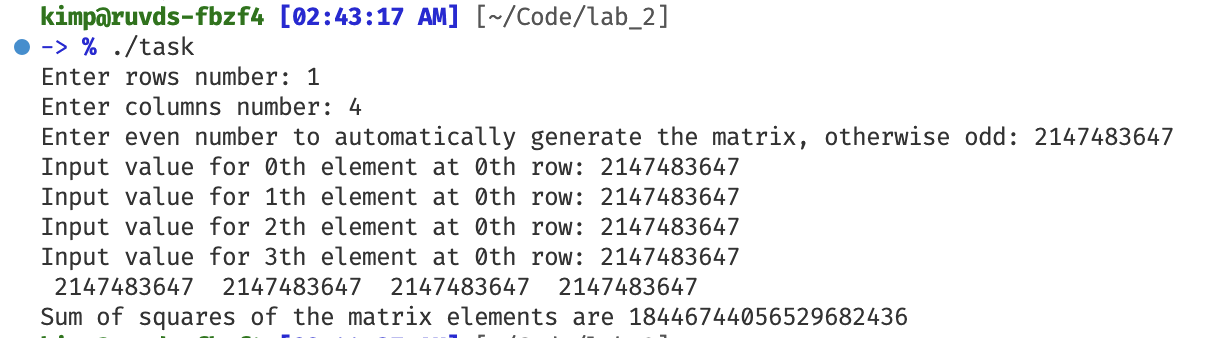 kimp@ruvds-fbzf4 [02:43:17 AM] [~/Code/lab_2]
-> % ./task
Enter rows number: 1
Enter columns number: 4
Enter even number to automatically generate the matrix, otherwise odd: 2147483647
Input value for 0th element at 0th row: 2147483647
Input value for 1th element at 0th row: 2147483647
Input value for 2th element at 0th row: 2147483647
Input value for 3th element at 0th row: 2147483647
2147483647 2147483647 2147483647 2147483647
Sum of squares of the matrix elements are 18446744056529682436